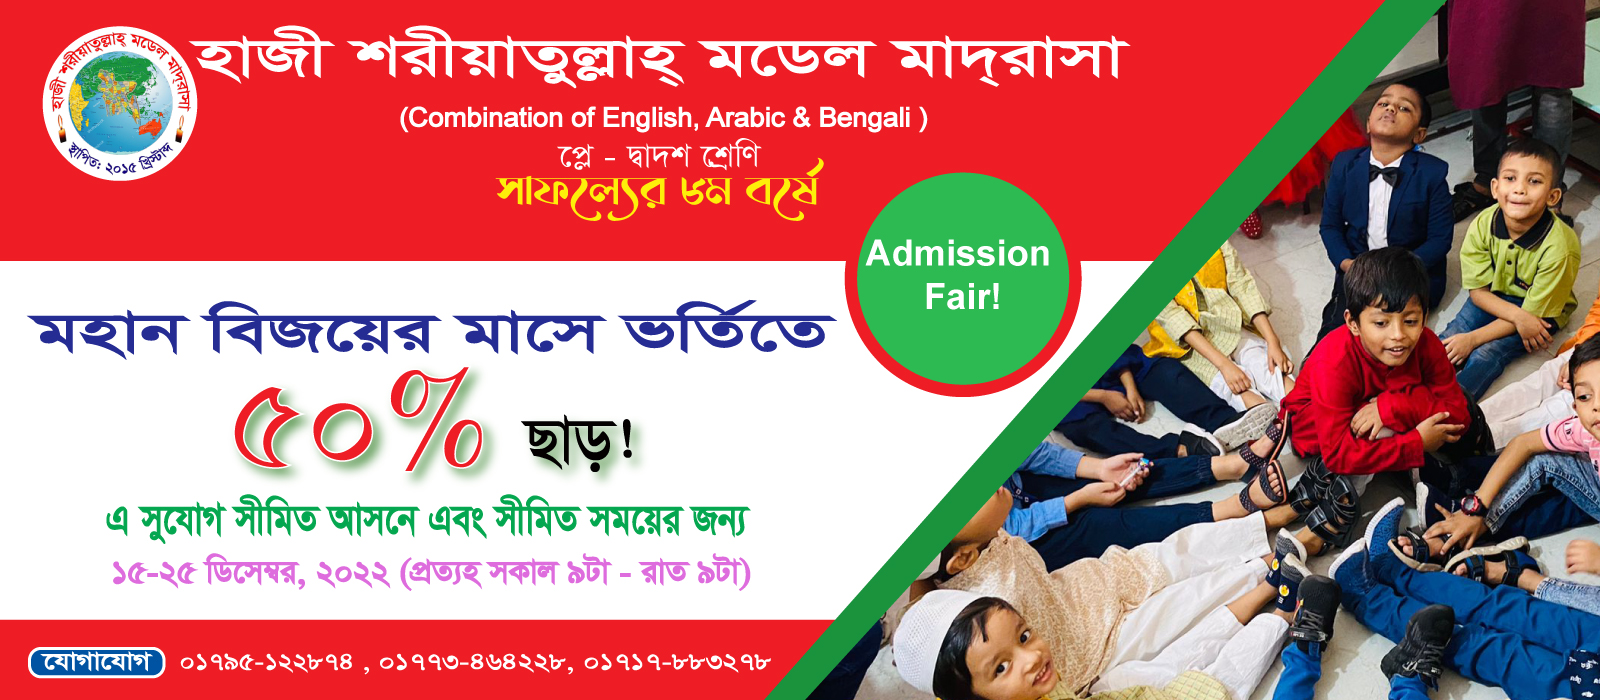 হাজী শরীয়াতুল্লাহ্ মডেল মাদ্‌রাসা
হাজী শরীয়াতুল্লাহ্ মডেল মাদ্‌রাসা
স্থাপিত: ২০১৫ খ্রিস্টাব্দ
(Combination of English, Arabic & Bengali )
প্লে - দ্বাদশ শ্রেণি
সাফল্যের ৮ম বর্ষে
Admission
Fair!
মহান বিজয়ের মাসে ভর্তিতে
৫০% ছাড়!
এ সুযোগ সীমিত আসনে এবং সীমিত সময়ের জন্য
১৫-২৫ ডিসেম্বর, ২০২২ (প্রত্যহ সকাল ৯টা - রাত ৯টা)
যোগাযোগ ০১৭৯৫-১২২৮৭৪ , ০১৭৭৩-৪৬৪২২৮, ০১৭১৭-৮৮৩২৭৮